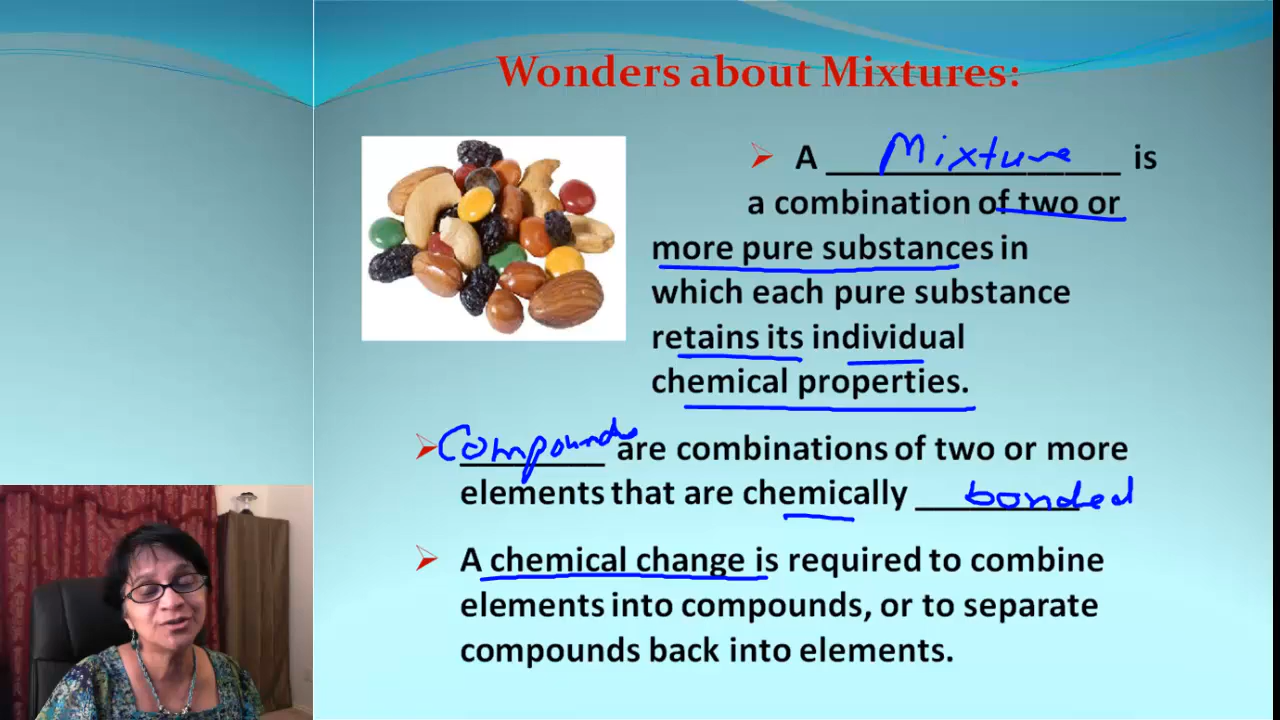 Wonders about Mixtures:
A Mixture is
a combination of two or
more pure substances in
which each pure substance
retains its individual
chemical properties.
Compounds are combinations of two or more
elements that are chemically bonded
A chemical change is required to combine
elements into compounds, or to separate
compounds back into elements.